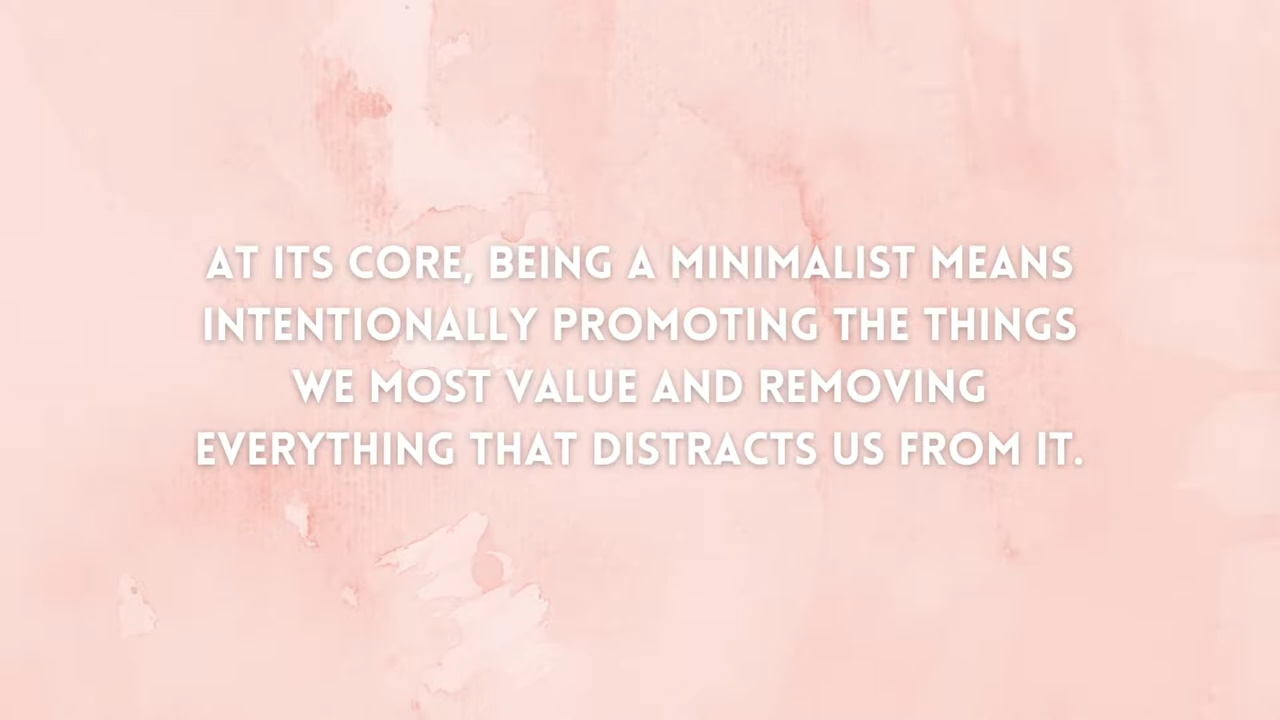 AT ITS CORE, BEING A MINIMALIST MEANS
INTENTIONALLY PROMOTING THE THINGS
WE MOST VALUE AND REMOVING
EVERYTHING THAT DISTRACTS US FROM IT.